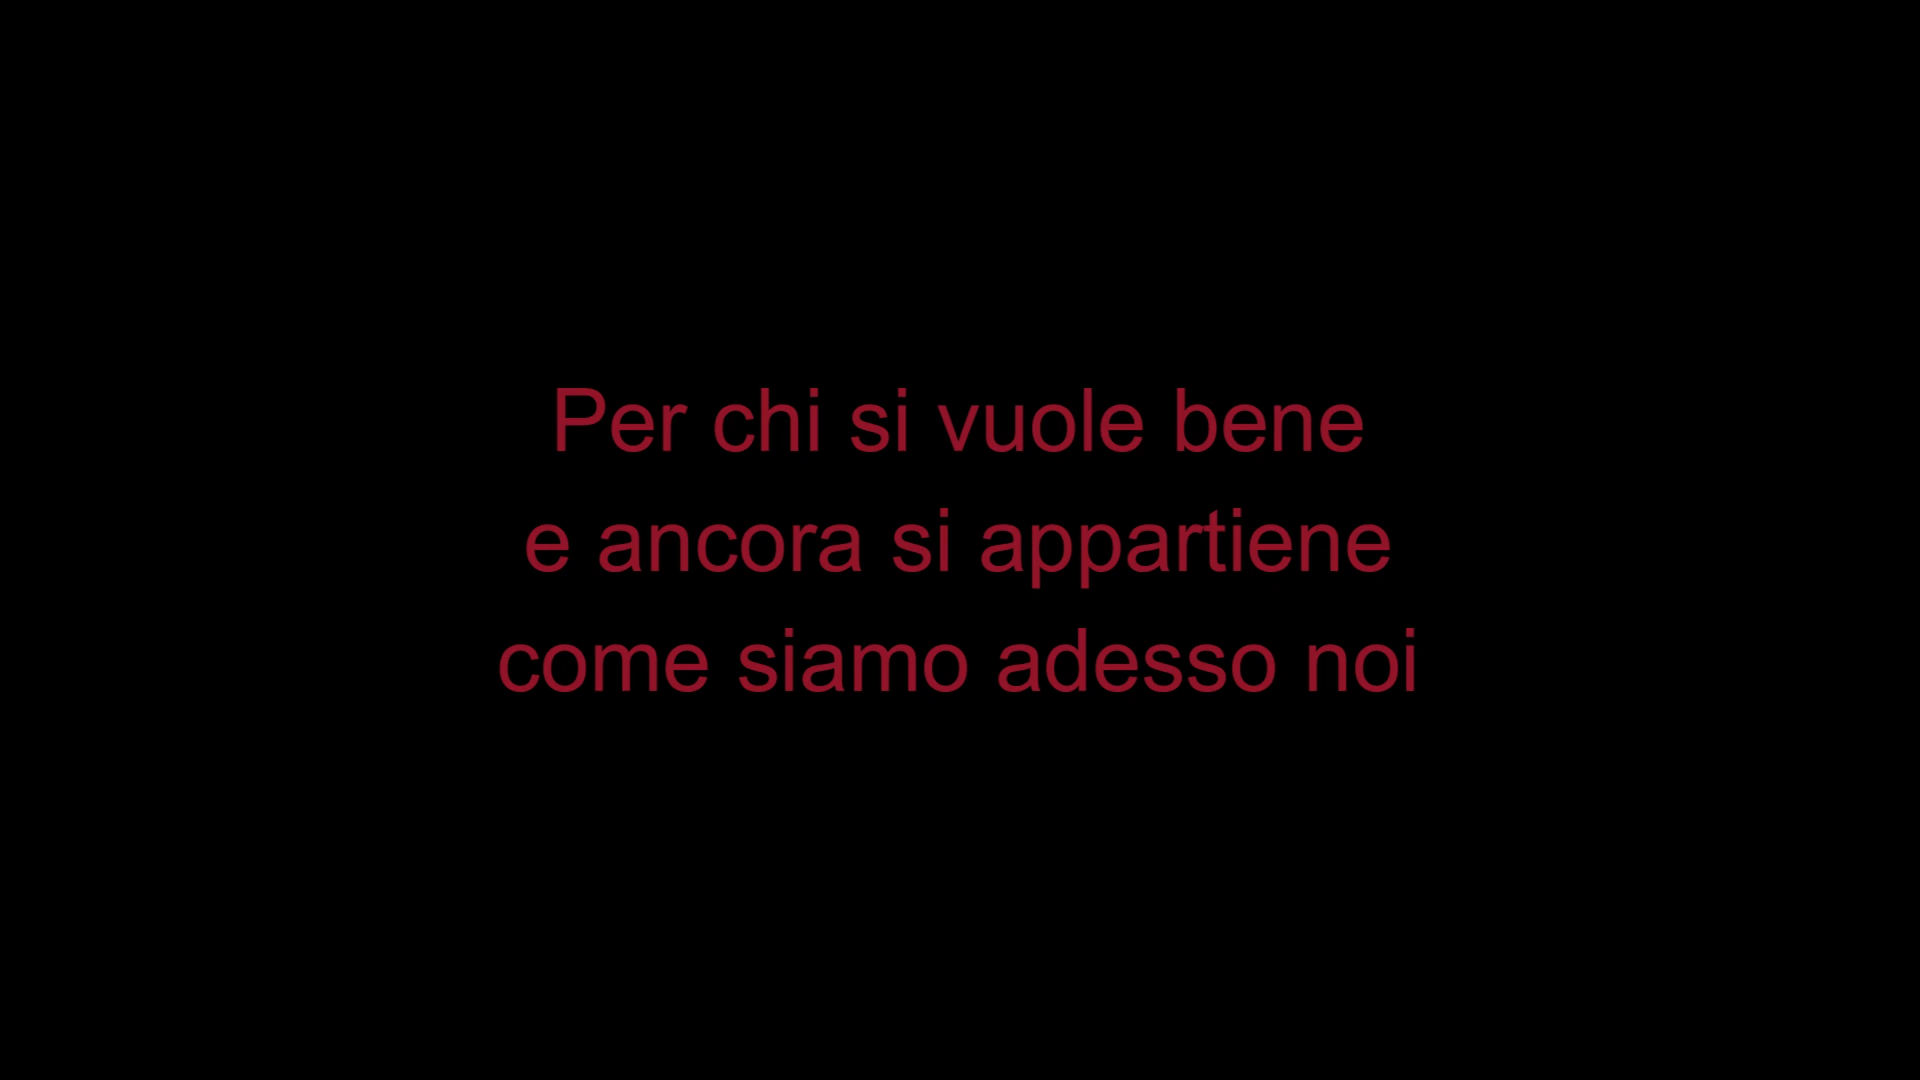 Per chi si vuole bene
e ancora si appartiene
come siamo adesso noi